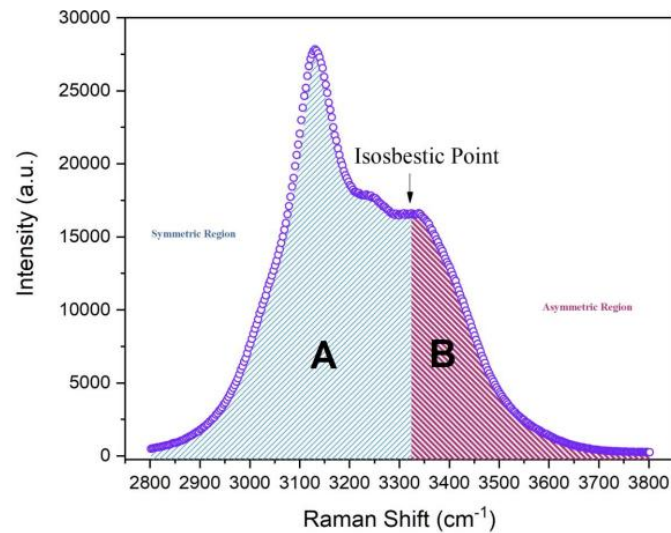 30000
25000
20000
15000
10000
5000
0
Intensity (a.u.)
Isosbestic Point
Symmetric Region
Asymmetric Region
A
B
2800 2900 3000 3100 3200 3300 3400 3500 3600 3700 3800
Raman Shift (cm⁻¹)